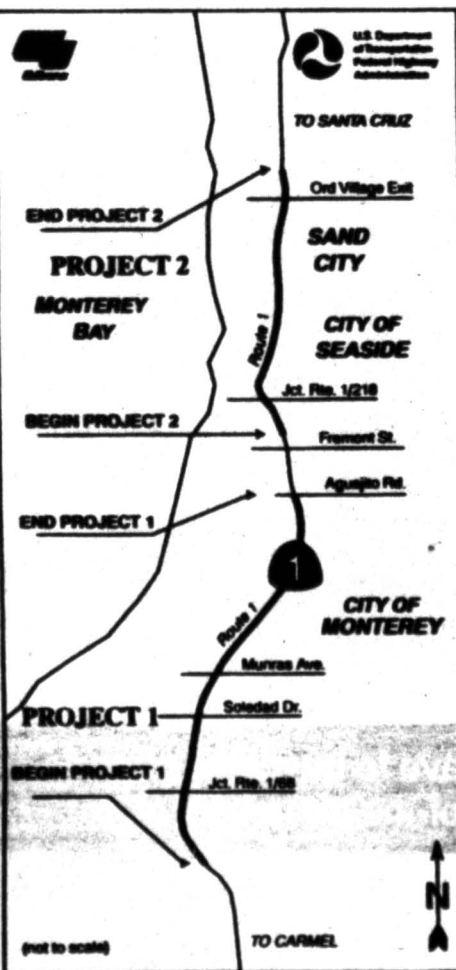 Caltrans
U.S. Department
of Transportation
Federal Highway
Administration
TO SANTA CRUZ
Ord Village Exit
END PROJECT 2
SAND
CITY
PROJECT 2
MONTEREY
BAY
CITY OF
SEASIDE
Route 1
Jct. Rte. 1/218
BEGIN PROJECT 2
Fremont St.
Aguajito Rd.
END PROJECT 1
1
CITY OF
MONTEREY
Route 1
Munras Ave.
PROJECT 1
Soledad Dr.
BEGIN PROJECT 1
Jct. Rte. 1/68
N
(not to scale)
TO CARMEL